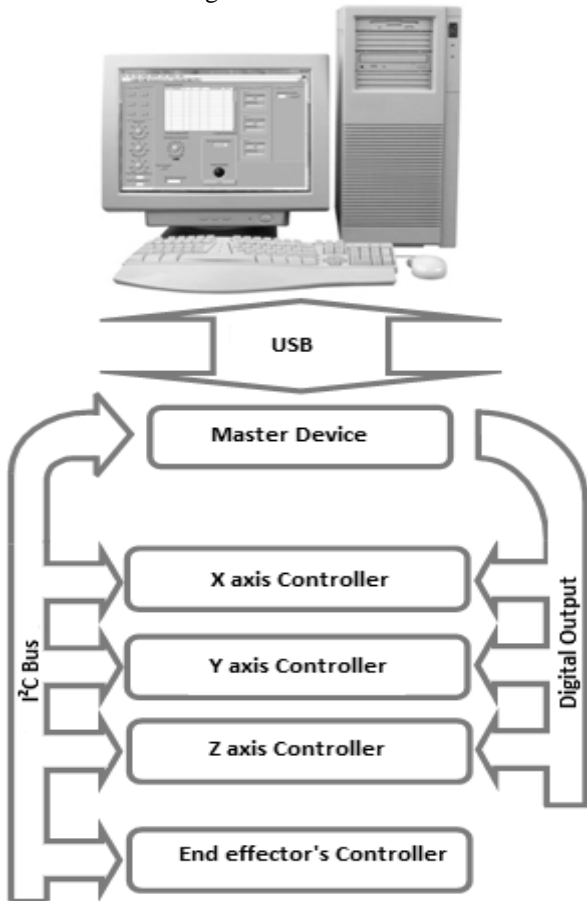 USB
Master Device
X axis Controller
Y axis Controller
Z axis Controller
End effector's Controller
I²C Bus
Digital Output